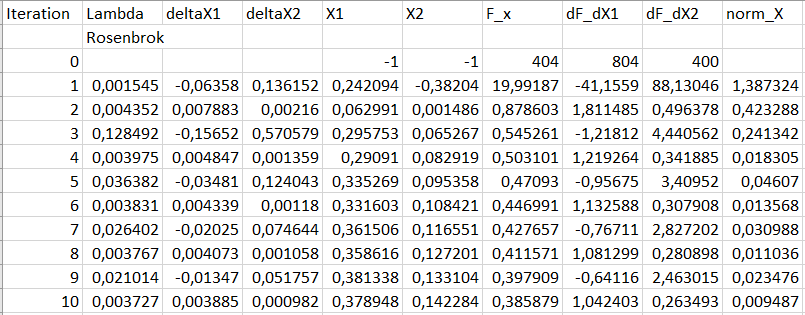 Iteration Lambda deltaX1 deltaX2 X1 X2 F_x dF_dX1 dF_dX2 norm_X
Rosenbrok
0 -1 -1 404 804 400
1 0,001545 -0,06358 0,136152 0,242094 -0,38204 19,99187 -41,1559 88,13046 1,387324
2 0,004352 0,007883 0,00216 0,062991 0,001486 0,878603 1,811485 0,496378 0,423288
3 0,128492 -0,15652 0,570579 0,295753 0,065267 0,545261 -1,21812 4,440562 0,241342
4 0,003975 0,004847 0,001359 0,29091 0,082919 0,503101 1,219264 0,341885 0,018305
5 0,036382 -0,03481 0,124043 0,335269 0,095358 0,47093 -0,95675 3,40952 0,04607
6 0,003831 0,004339 0,00118 0,331603 0,108421 0,446991 1,132588 0,307908 0,013568
7 0,026402 -0,02025 0,074644 0,361506 0,116551 0,427657 -0,76711 2,827202 0,030988
8 0,003767 0,004073 0,001058 0,358616 0,127201 0,411571 1,081299 0,280898 0,011036
9 0,021014 -0,01347 0,051757 0,381338 0,133104 0,397909 -0,64116 2,463015 0,023476
10 0,003727 0,003885 0,000982 0,378948 0,142284 0,385879 1,042403 0,263493 0,009487